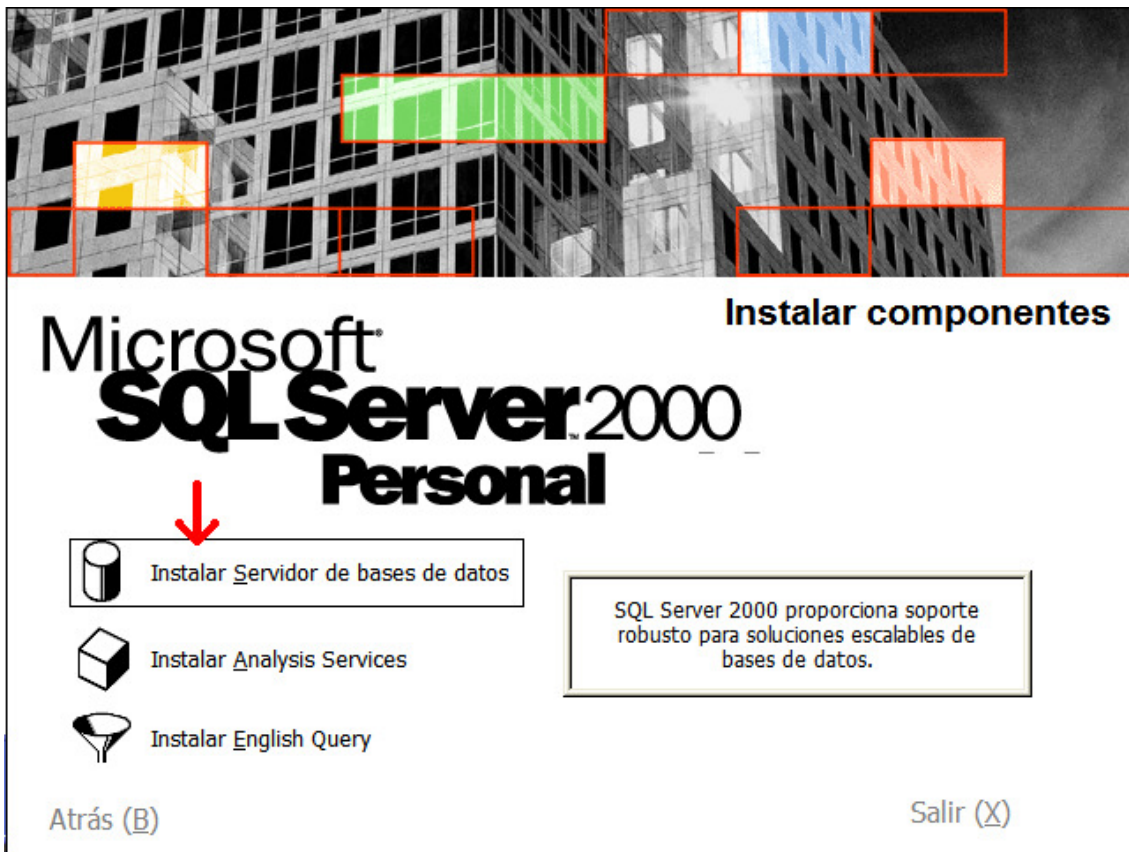 Instalar componentes
Microsoft®
SQL Server™ 2000
Personal
Instalar Servidor de bases de datos
SQL Server 2000 proporciona soporte
robusto para soluciones escalables de
bases de datos.
Instalar Analysis Services
Instalar English Query
Atrás (B)
Salir (X)